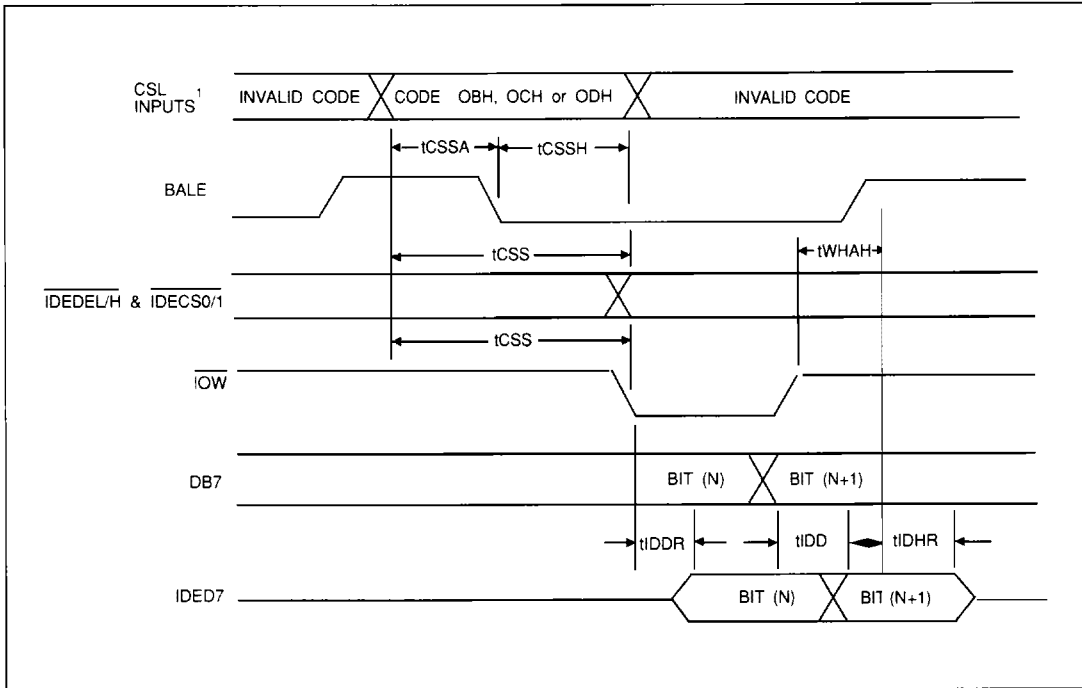 CSL
INPUTS 1
INVALID CODE
CODE OBH, OCH or ODH
INVALID CODE
tCSSA
tCSSH
BALE
tCSS
tWHAH
IDEDEL/H & IDECS0/1
tCSS
IOW
DB7
BIT (N)
BIT (N+1)
tIDDR
tIDD
tIDHR
IDED7
BIT (N)
BIT (N+1)